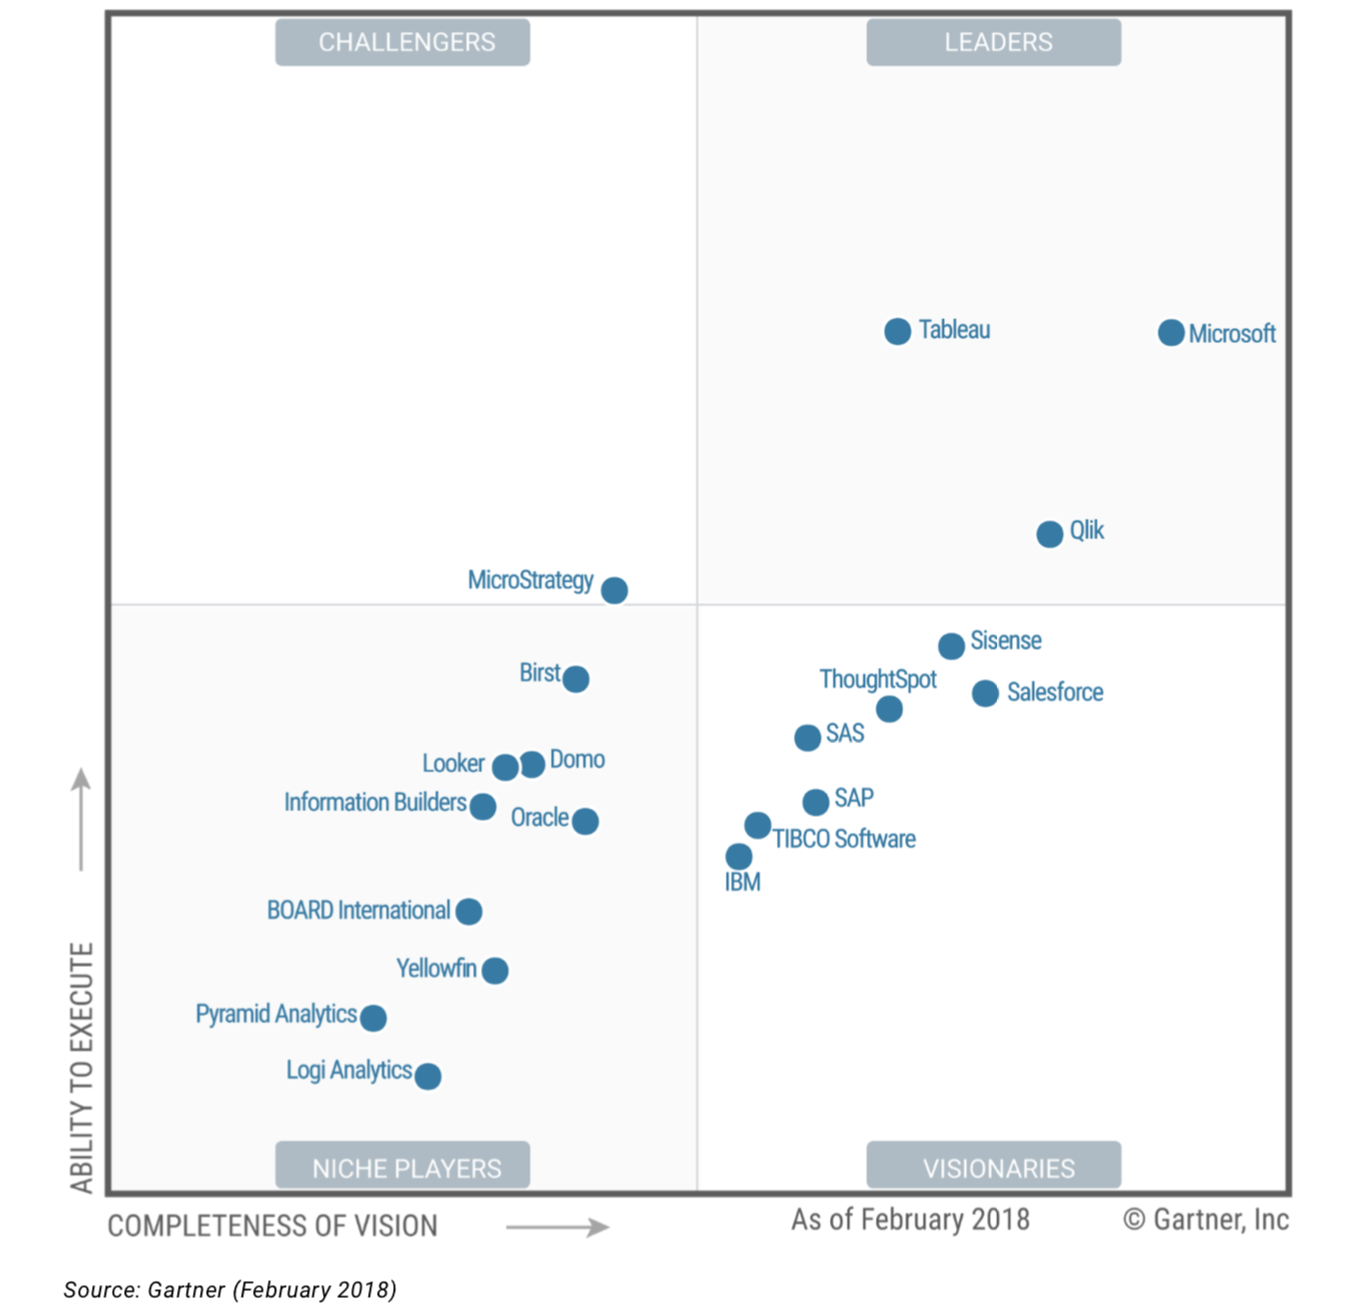 CHALLENGERS
LEADERS
Tableau
Microsoft
Qlik
MicroStrategy
Sisense
Birst
ThoughtSpot
Salesforce
SAS
Looker
Domo
Information Builders
Oracle
SAP
TIBCO Software
IBM
BOARD International
Yellowfin
Pyramid Analytics
Logi Analytics
ABILITY TO EXECUTE
NICHE PLAYERS
VISIONARIES
COMPLETENESS OF VISION
As of February 2018
© Gartner, Inc
Source: Gartner (February 2018)